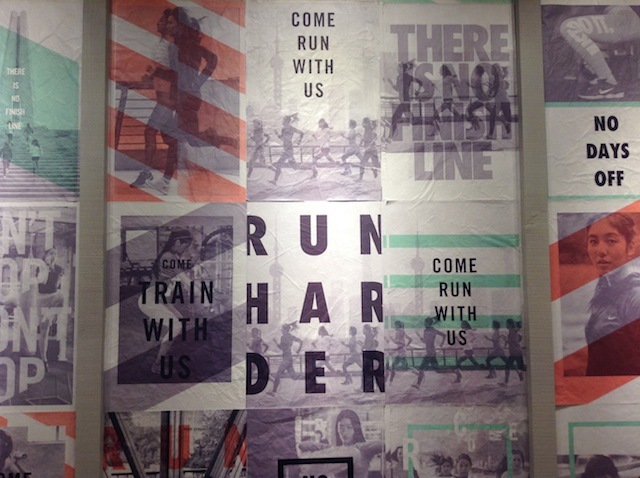 THERE
IS
NO
FINISH
LINE
COME
RUN
WITH
US
THERE
IS NO
FINISH
LINE
NO
DAYS
OFF
COME
TRAIN
WITH
US
RUN
HAR
DER
COME
RUN
WITH
US